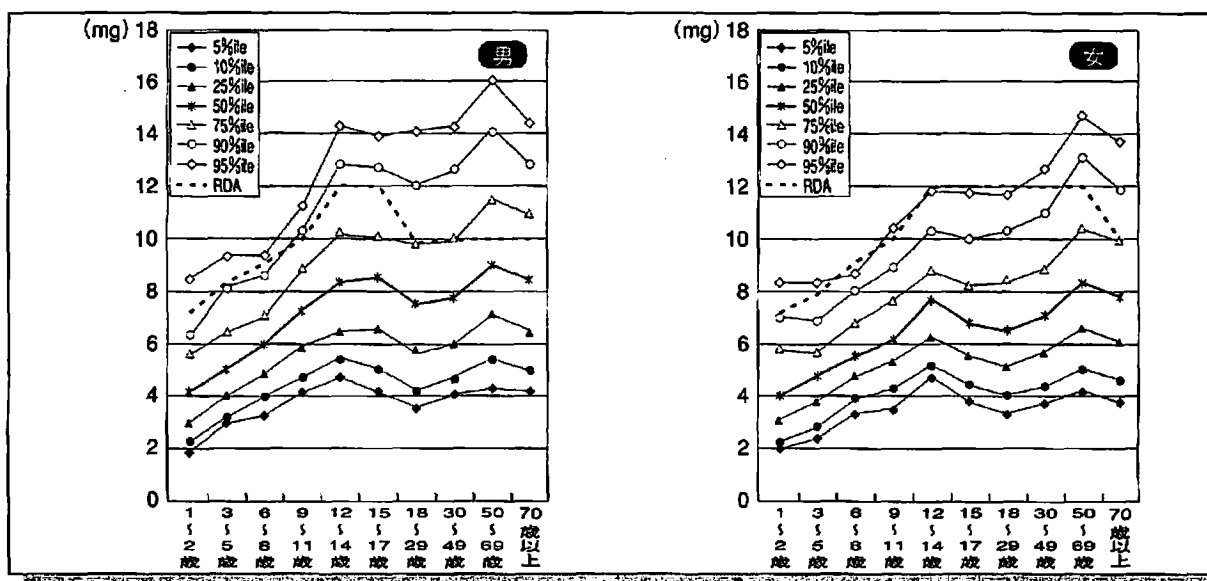 (mg)
18
16
14
12
10
8
6
4
2
0
5%ile
10%ile
25%ile
50%ile
75%ile
90%ile
95%ile
RDA
男
1〜2歳
3〜5歳
6〜8歳
9〜11歳
12〜14歳
15〜17歳
18〜29歳
30〜49歳
50〜69歳
70歳以上
(mg)
18
16
14
12
10
8
6
4
2
0
5%ile
10%ile
25%ile
50%ile
75%ile
90%ile
95%ile
RDA
女
1〜2歳
3〜5歳
6〜8歳
9〜11歳
12〜14歳
15〜17歳
18〜29歳
30〜49歳
50〜69歳
70歳以上